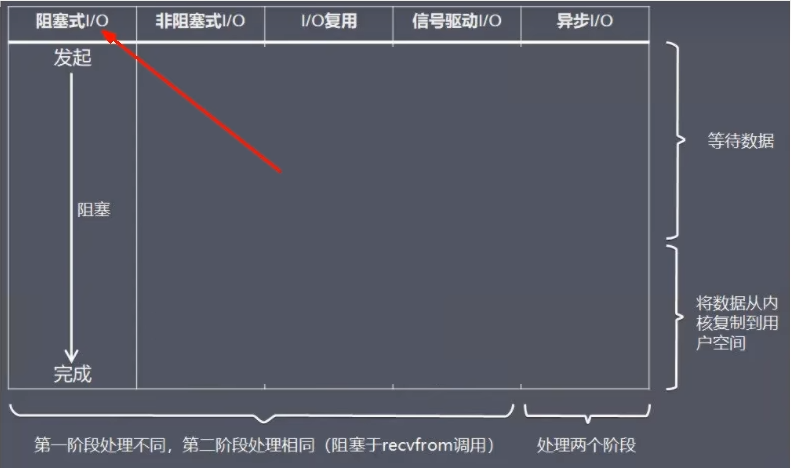 阻塞式I/O
非阻塞式I/O
I/O复用
信号驱动I/O
异步I/O
发起
阻塞
完成
等待数据
将数据从内
核复制到用
户空间
第一阶段处理不同，第二阶段处理相同（阻塞于recvfrom调用）
处理两个阶段